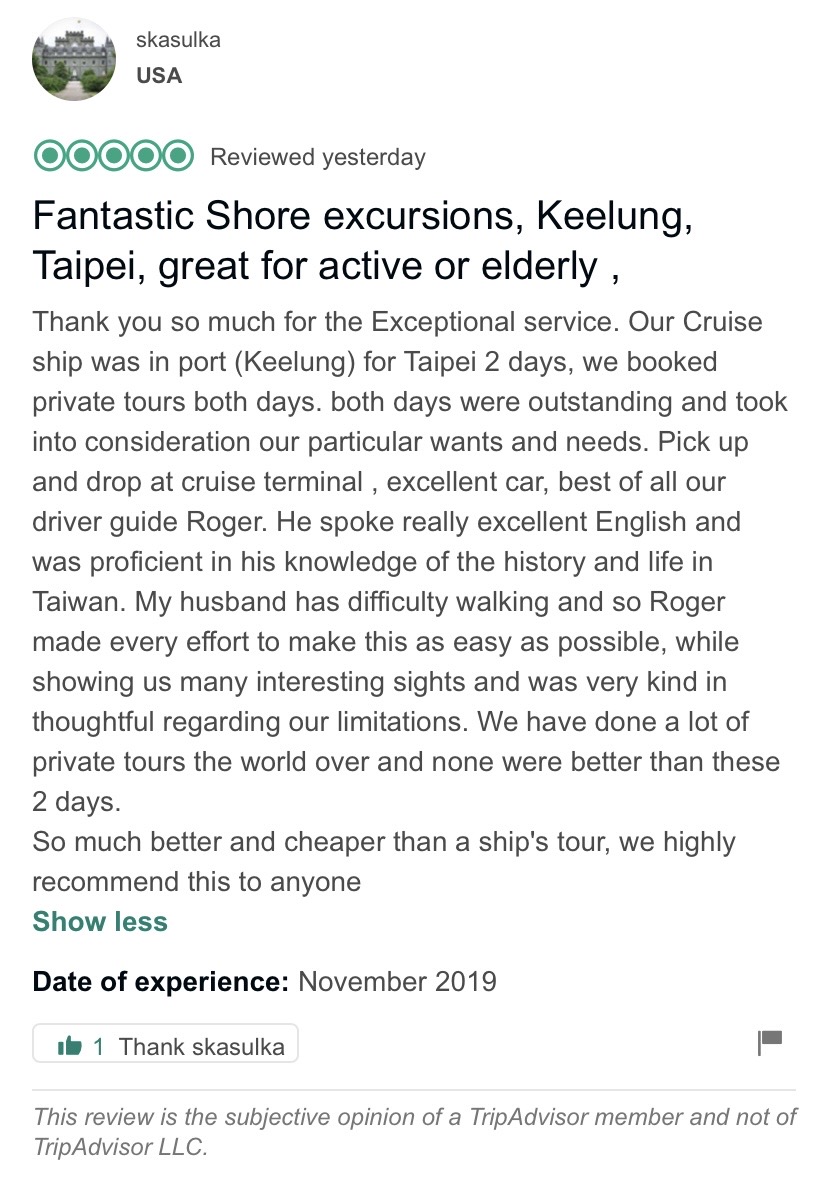 skasulka
USA
Reviewed yesterday
Fantastic Shore excursions, Keelung,
Taipei, great for active or elderly ,
Thank you so much for the Exceptional service. Our Cruise
ship was in port (Keelung) for Taipei 2 days, we booked
private tours both days. both days were outstanding and took
into consideration our particular wants and needs. Pick up
and drop at cruise terminal , excellent car, best of all our
driver guide Roger. He spoke really excellent English and
was proficient in his knowledge of the history and life in
Taiwan. My husband has difficulty walking and so Roger
made every effort to make this as easy as possible, while
showing us many interesting sights and was very kind in
thoughtful regarding our limitations. We have done a lot of
private tours the world over and none were better than these
2 days.
So much better and cheaper than a ship's tour, we highly
recommend this to anyone
Show less
Date of experience: November 2019
1 Thank skasulka
This review is the subjective opinion of a TripAdvisor member and not of
TripAdvisor LLC.